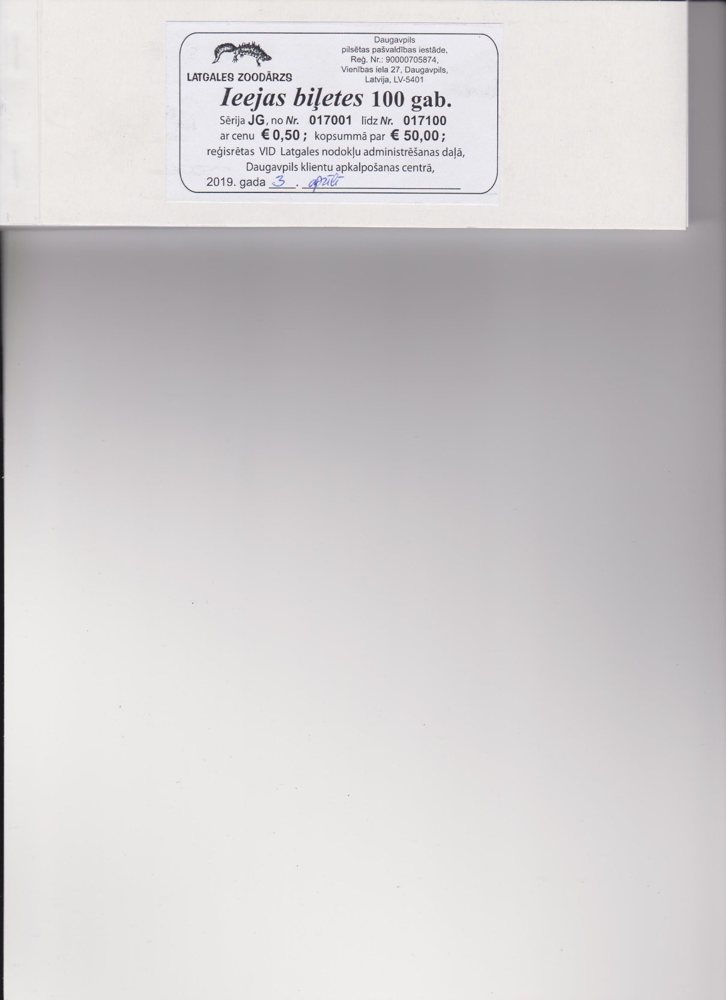 LATGALES ZOODĀRZS
Daugavpils
pilsētas pašvaldības iestāde,
Reģ. Nr.: 90000705874,
Vienības iela 27, Daugavpils,
Latvija, LV-5401
Ieejas biļetes 100 gab.
Sērija JG, no Nr. 017001 līdz Nr. 017100
ar cenu € 0,50 ; kopsummā par € 50,00 ;
reģisrētas VID Latgales nodokļu administrēšanas daļā,
Daugavpils klientu apkalpošanas centrā,
2019. gada 3 . aprīlī